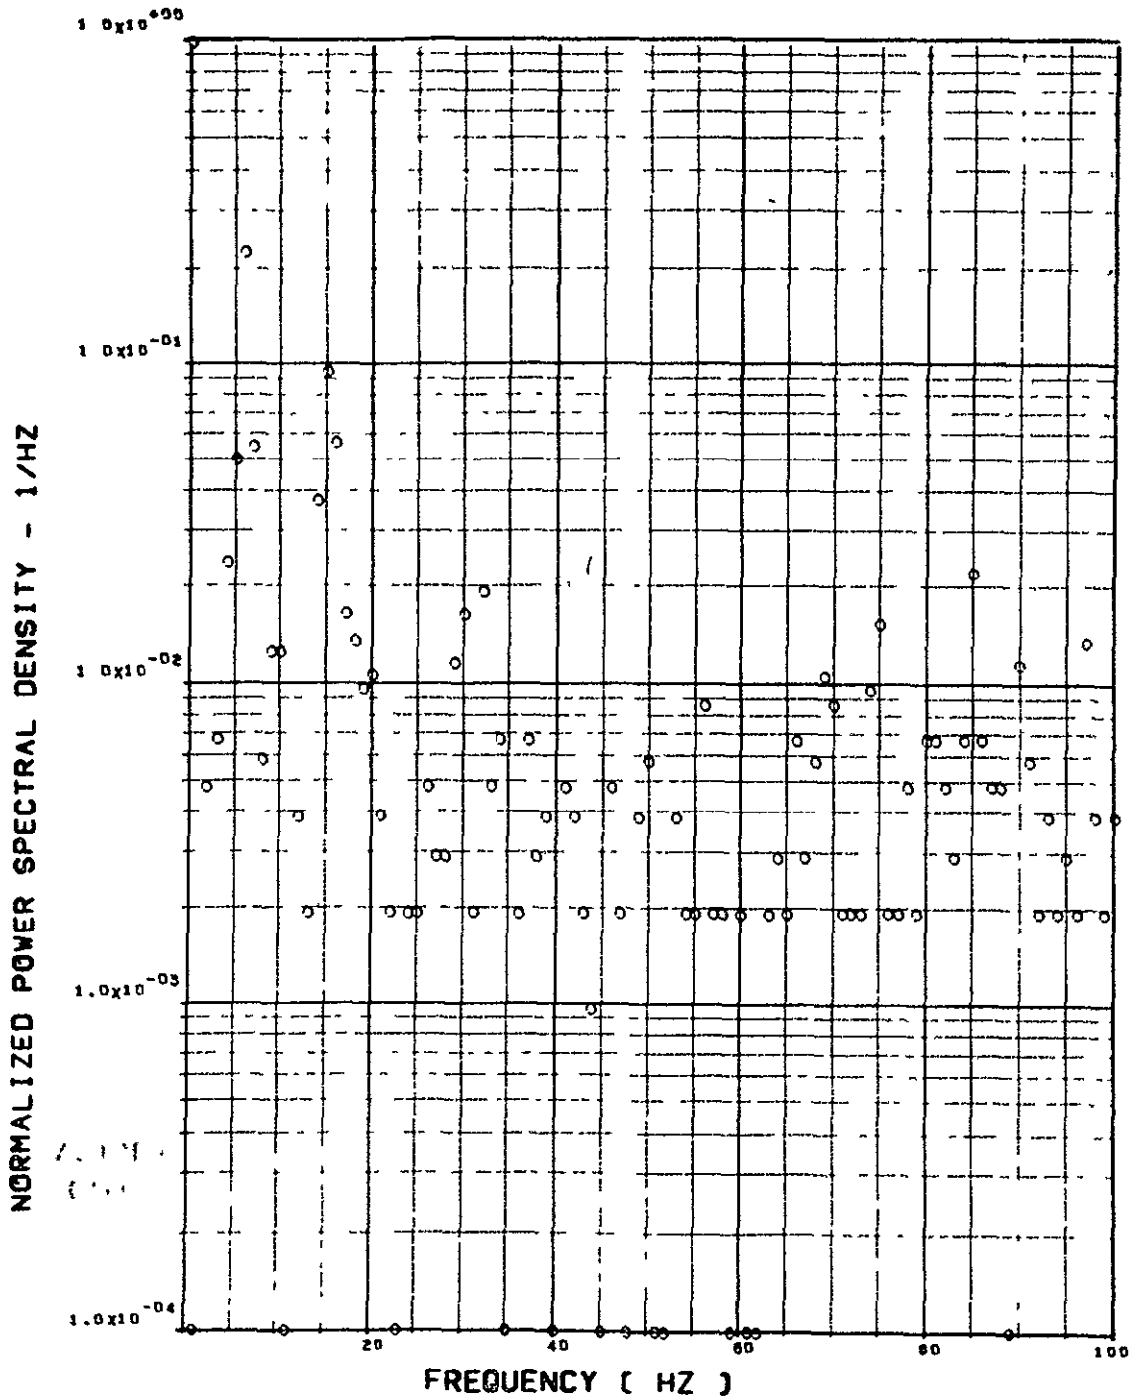 1 0x10+00
1 0x10-01
1 0x10-02
1.0x10-03
1.0x10-04
NORMALIZED POWER SPECTRAL DENSITY - 1/HZ
20 40 60 80 100
FREQUENCY ( HZ )